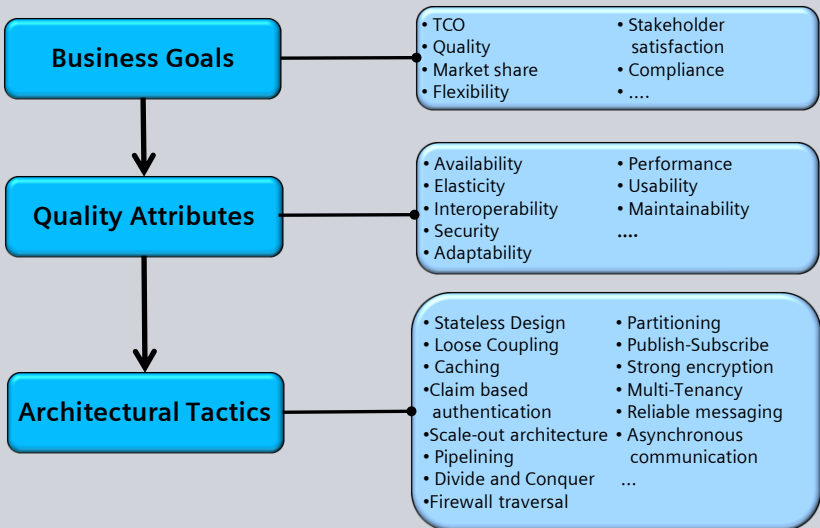 Business Goals
• TCO
• Quality
• Market share
• Flexibility
• Stakeholder
satisfaction
• Compliance
• ....
Quality Attributes
• Availability
• Elasticity
• Interoperability
• Security
• Adaptability
• Performance
• Usability
• Maintainability
....
Architectural Tactics
• Stateless Design
• Loose Coupling
• Caching
•Claim based
authentication
•Scale-out architecture
• Pipelining
• Divide and Conquer
•Firewall traversal
• Partitioning
• Publish-Subscribe
• Strong encryption
• Multi-Tenancy
• Reliable messaging
• Asynchronous
communication
...